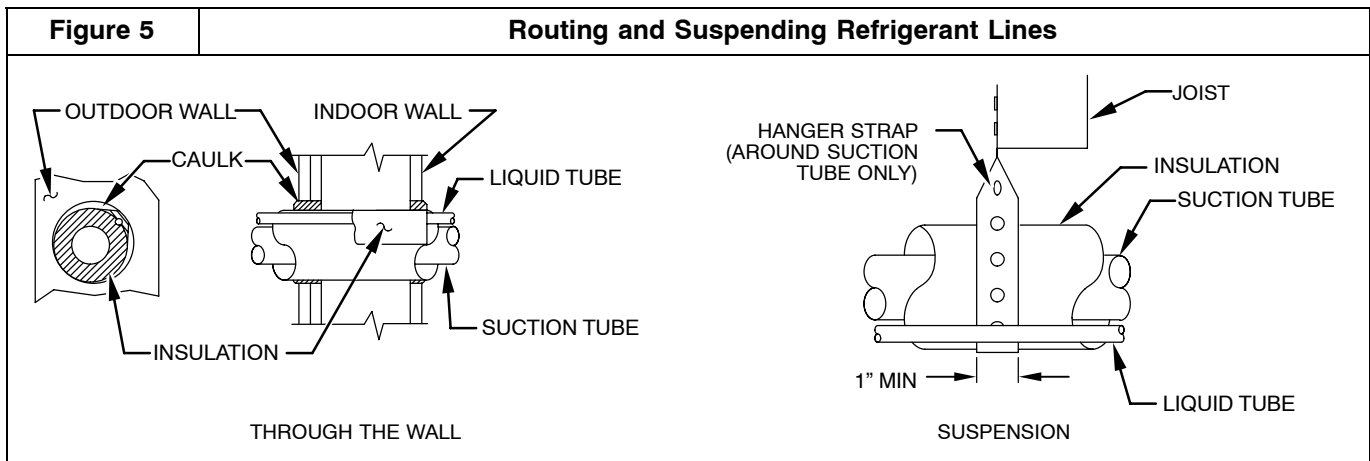 Figure 5
Routing and Suspending Refrigerant Lines
OUTDOOR WALL
INDOOR WALL
CAULK
LIQUID TUBE
SUCTION TUBE
INSULATION
THROUGH THE WALL
JOIST
HANGER STRAP
(AROUND SUCTION
TUBE ONLY)
INSULATION
SUCTION TUBE
1” MIN
LIQUID TUBE
SUSPENSION